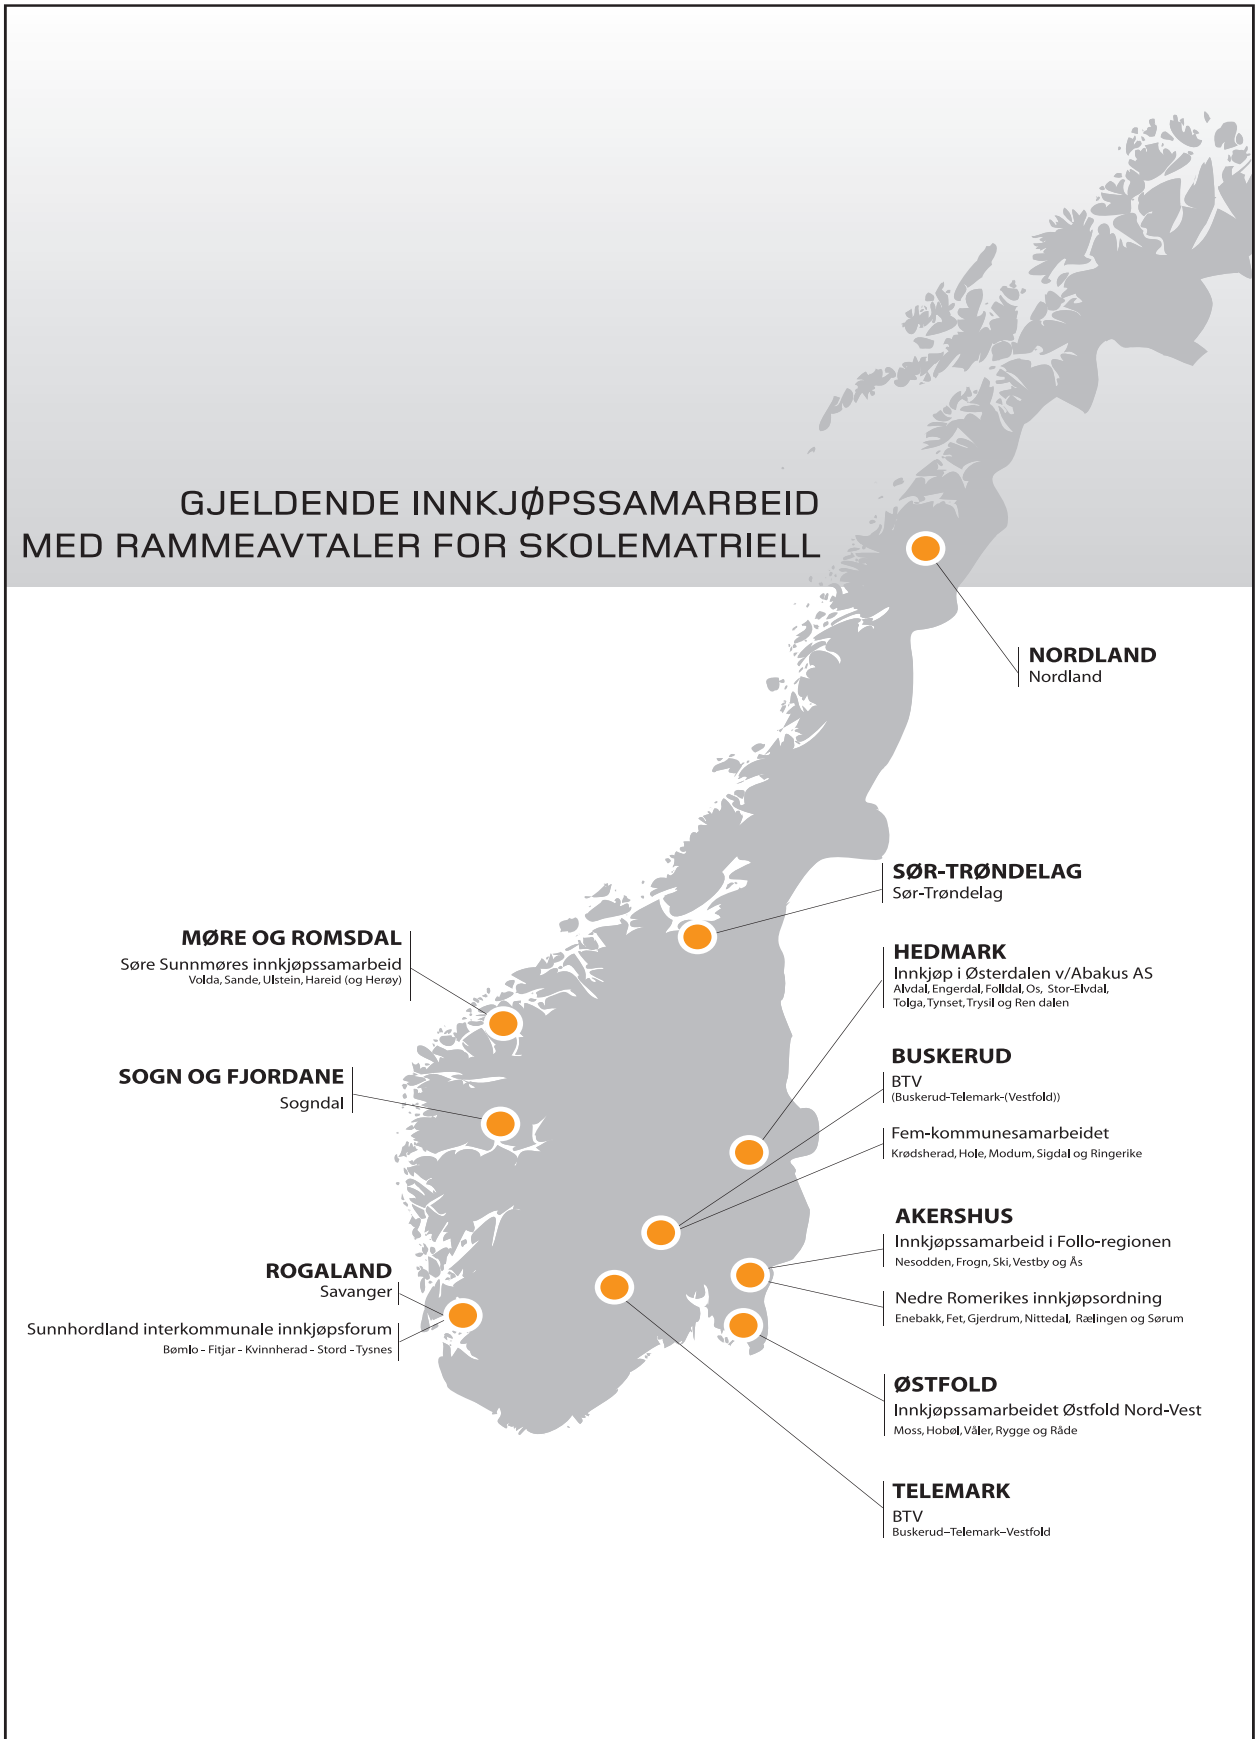 GJELDENDE INNKJØPSSAMARBEID
MED RAMMEAVTALER FOR SKOLEMATRIELL
NORDLAND
Nordland
SØR-TRØNDELAG
Sør-Trøndelag
MØRE OG ROMSDAL
Søre Sunnmøres innkjøpssamarbeid
Volda, Sande, Ulstein, Hareid (og Herøy)
HEDMARK
Innkjøp i Østerdalen v/Abakus AS
Alvdal, Engerdal, Folldal, Os, Stor-Elvdal,
Tolga, Tynset, Trysil og Ren dalen
SOGN OG FJORDANE
Sogndal
BUSKERUD
BTV
(Buskerud-Telemark-(Vestfold))
Fem-kommunesamarbeidet
Krødsherad, Hole, Modum, Sigdal og Ringerike
AKERSHUS
Innkjøpssamarbeid i Follo-regionen
Nesodden, Frogn, Ski, Vestby og Ås
Nedre Romerikes innkjøpsordning
Enebakk, Fet, Gjerdrum, Nittedal, Rælingen og Sørum
ROGALAND
Savanger
Sunnhordland interkommunale innkjøpsforum
Bømlo - Fitjar - Kvinnherad - Stord - Tysnes
ØSTFOLD
Innkjøpssamarbeidet Østfold Nord-Vest
Moss, Hobøl, Våler, Rygge og Råde
TELEMARK
BTV
Buskerud–Telemark–Vestfold